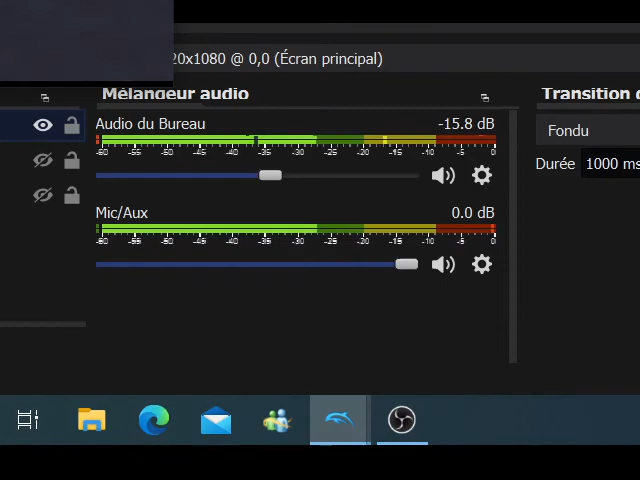 20x1080 @ 0,0 (Écran principal)
Mélandeur audio
Transition d
Audio du Bureau
-15.8 dB
-60 -55 -50 -45 -40 -35 -30 -25 -20 -15 -10 -5 0
Fondu
Durée 1000 ms
Mic/Aux
0.0 dB
-60 -55 -50 -45 -40 -35 -30 -25 -20 -15 -10 -5 0